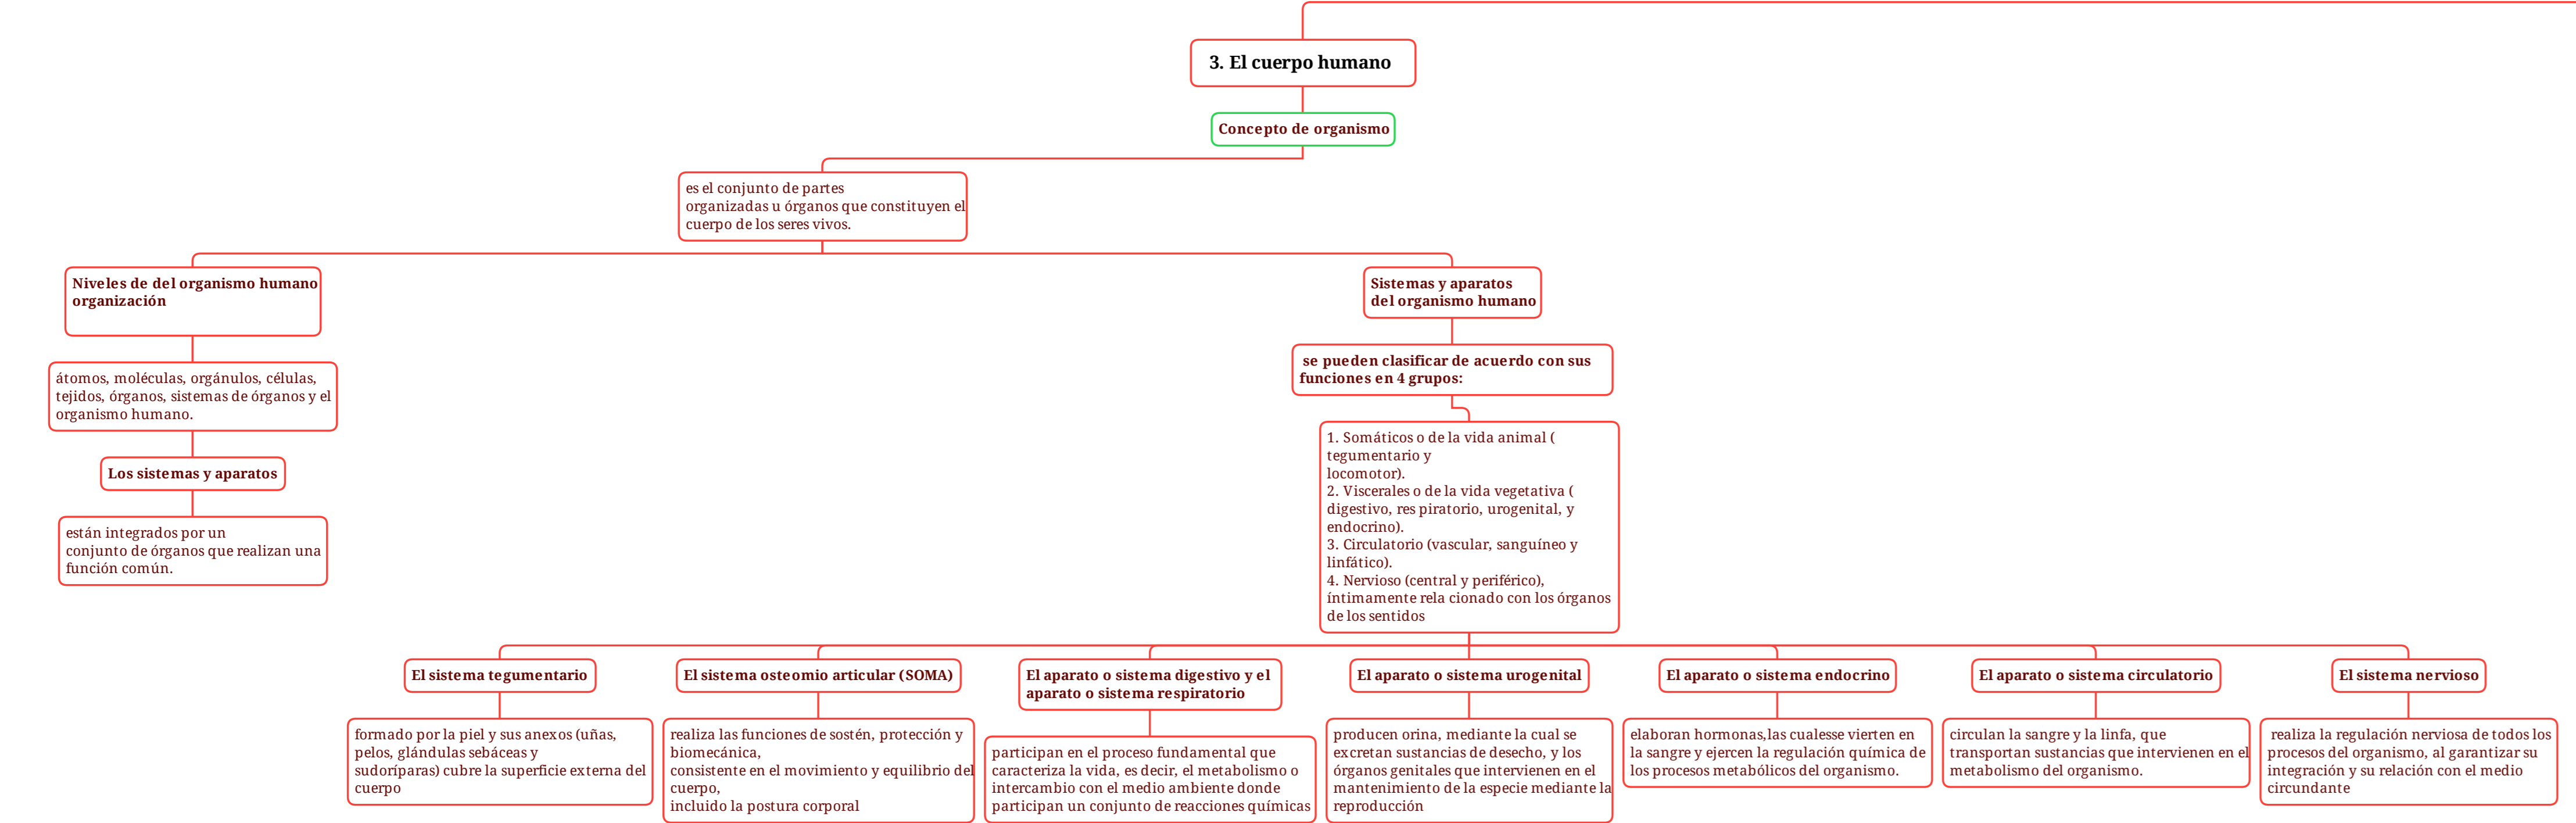 3. El cuerpo humano
Concepto de organismo
es el conjunto de partes
organizadas u órganos que constituyen el
cuerpo de los seres vivos.
Niveles de del organismo humano
organización
átomos, moléculas, orgánulos, células,
tejidos, órganos, sistemas de órganos y el
organismo humano.
Los sistemas y aparatos
están integrados por un
conjunto de órganos que realizan una
función común.
Sistemas y aparatos
del organismo humano
se pueden clasificar de acuerdo con sus
funciones en 4 grupos:
1. Somáticos o de la vida animal (
tegumentario y
locomotor).
2. Viscerales o de la vida vegetativa (
digestivo, res piratorio, urogenital, y
endocrino).
3. Circulatorio (vascular, sanguíneo y
linfático).
4. Nervioso (central y periférico),
íntimamente rela cionado con los órganos
de los sentidos
El sistema tegumentario
formado por la piel y sus anexos (uñas,
pelos, glándulas sebáceas y
sudoríparas) cubre la superficie externa del
cuerpo
El sistema osteomio articular (SOMA)
realiza las funciones de sostén, protección y
biomecánica,
consistente en el movimiento y equilibrio del
cuerpo,
incluido la postura corporal
El aparato o sistema digestivo y el
aparato o sistema respiratorio
participan en el proceso fundamental que
caracteriza la vida, es decir, el metabolismo o
intercambio con el medio ambiente donde
participan un conjunto de reacciones químicas
El aparato o sistema urogenital
producen orina, mediante la cual se
excretan sustancias de desecho, y los
órganos genitales que intervienen en el
mantenimiento de la especie mediante la
reproducción
El aparato o sistema endocrino
elaboran hormonas,las cualesse vierten en
la sangre y ejercen la regulación química de
los procesos metabólicos del organismo.
El aparato o sistema circulatorio
circulan la sangre y la linfa, que
transportan sustancias que intervienen en el
metabolismo del organismo.
El sistema nervioso
realiza la regulación nerviosa de todos los
procesos del organismo, al garantizar su
integración y su relación con el medio
circundante